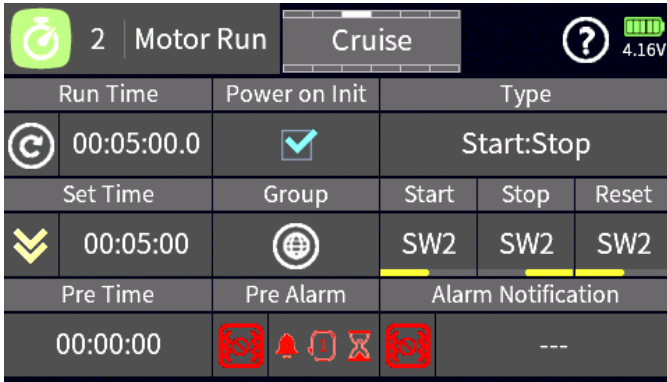 2 Motor Run Cruise ? 4.16V
Run Time Power on Init Type
C 00:05:00.0 Start:Stop
Set Time Group Start Stop Reset
00:05:00 SW2 SW2 SW2
Pre Time Pre Alarm Alarm Notification
00:00:00 1 ---